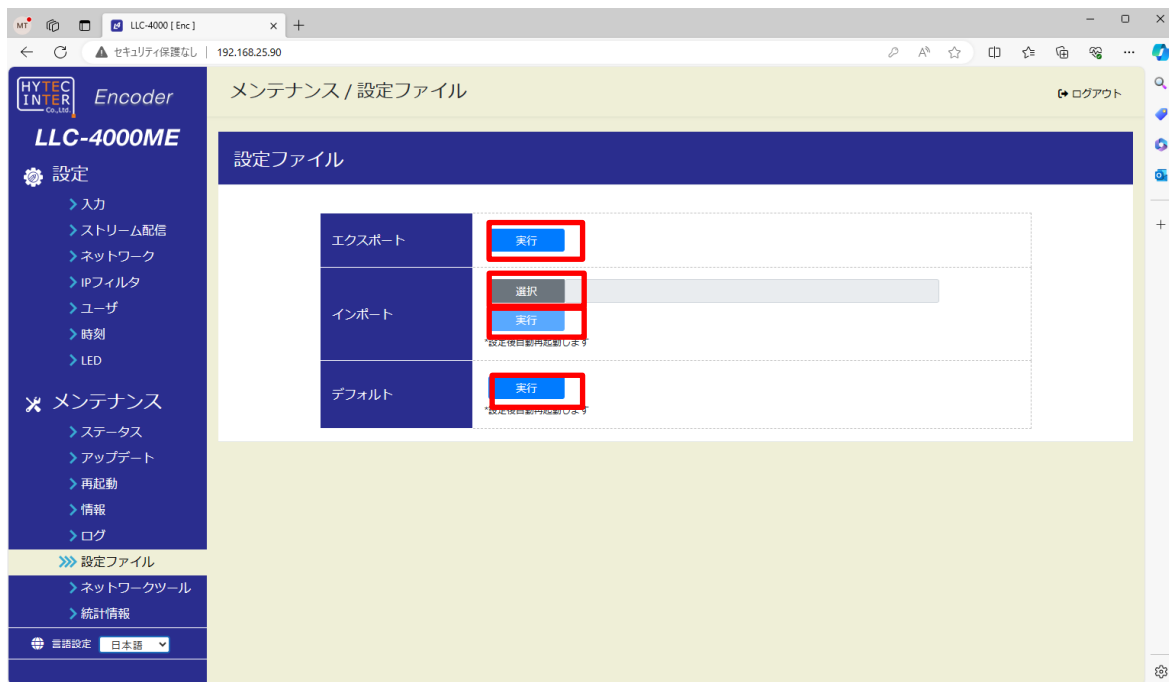 MT
LLC-4000 [ Enc ]
セキュリティ保護なし
192.168.25.90
HYTEC
INTER
Co.,Ltd.
Encoder
LLC-4000ME
設定
入力
ストリーム配信
ネットワーク
IPフィルタ
ユーザ
時刻
LED
メンテナンス
ステータス
アップデート
再起動
情報
ログ
設定ファイル
ネットワークツール
統計情報
言語設定 日本語
メンテナンス / 設定ファイル
ログアウト
設定ファイル
エクスポート
実行
インポート
選択
実行
*設定後自動再起動します
デフォルト
実行
*設定後自動再起動します